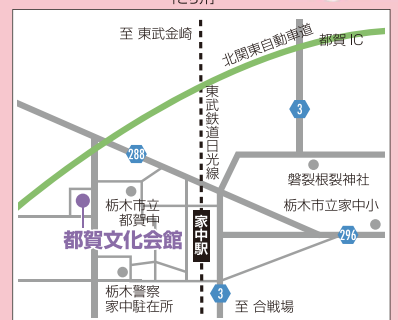 至 東武金崎
北関東自動車道
都賀IC
東武鉄道日光線
3
288
磐裂根裂神社
栃木市立
都賀中
栃木市立家中小
都賀文化会館
家中駅
296
栃木警察
家中駐在所
3
至 合戦場